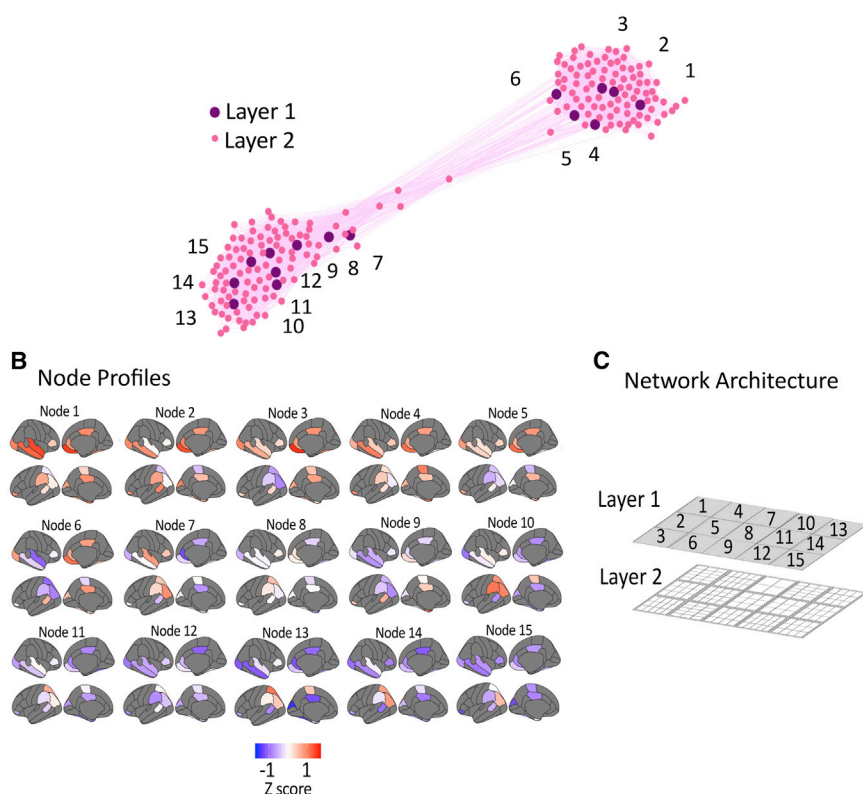 3
2
1
6
5 4
Layer 1
Layer 2
15
14
13
12
11
10
9
8
7
B Node Profiles
Node 1 Node 2 Node 3 Node 4 Node 5
Node 6 Node 7 Node 8 Node 9 Node 10
Node 11 Node 12 Node 13 Node 14 Node 15
-1 1
Z score
C Network Architecture
Layer 1
1 4 7 10 13
2 5 8 11 14
3 6 9 12 15
Layer 2